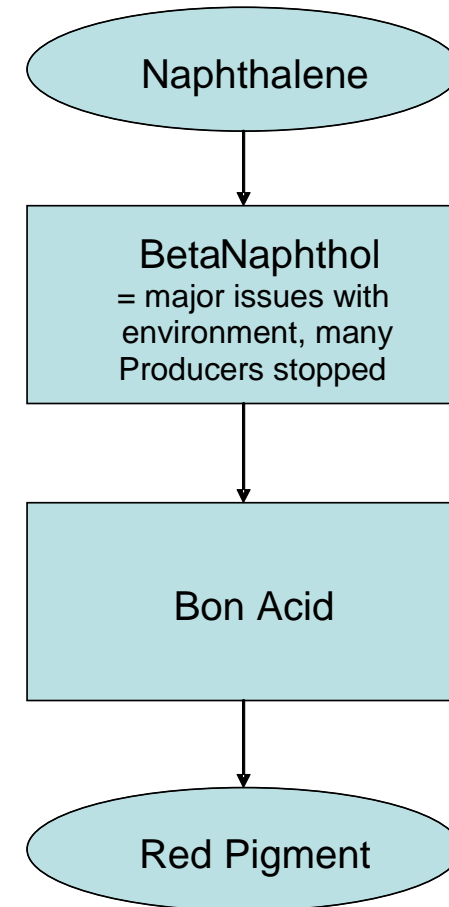 Naphthalene
BetaNaphthol
= major issues with
environment, many
Producers stopped
Bon Acid
Red Pigment